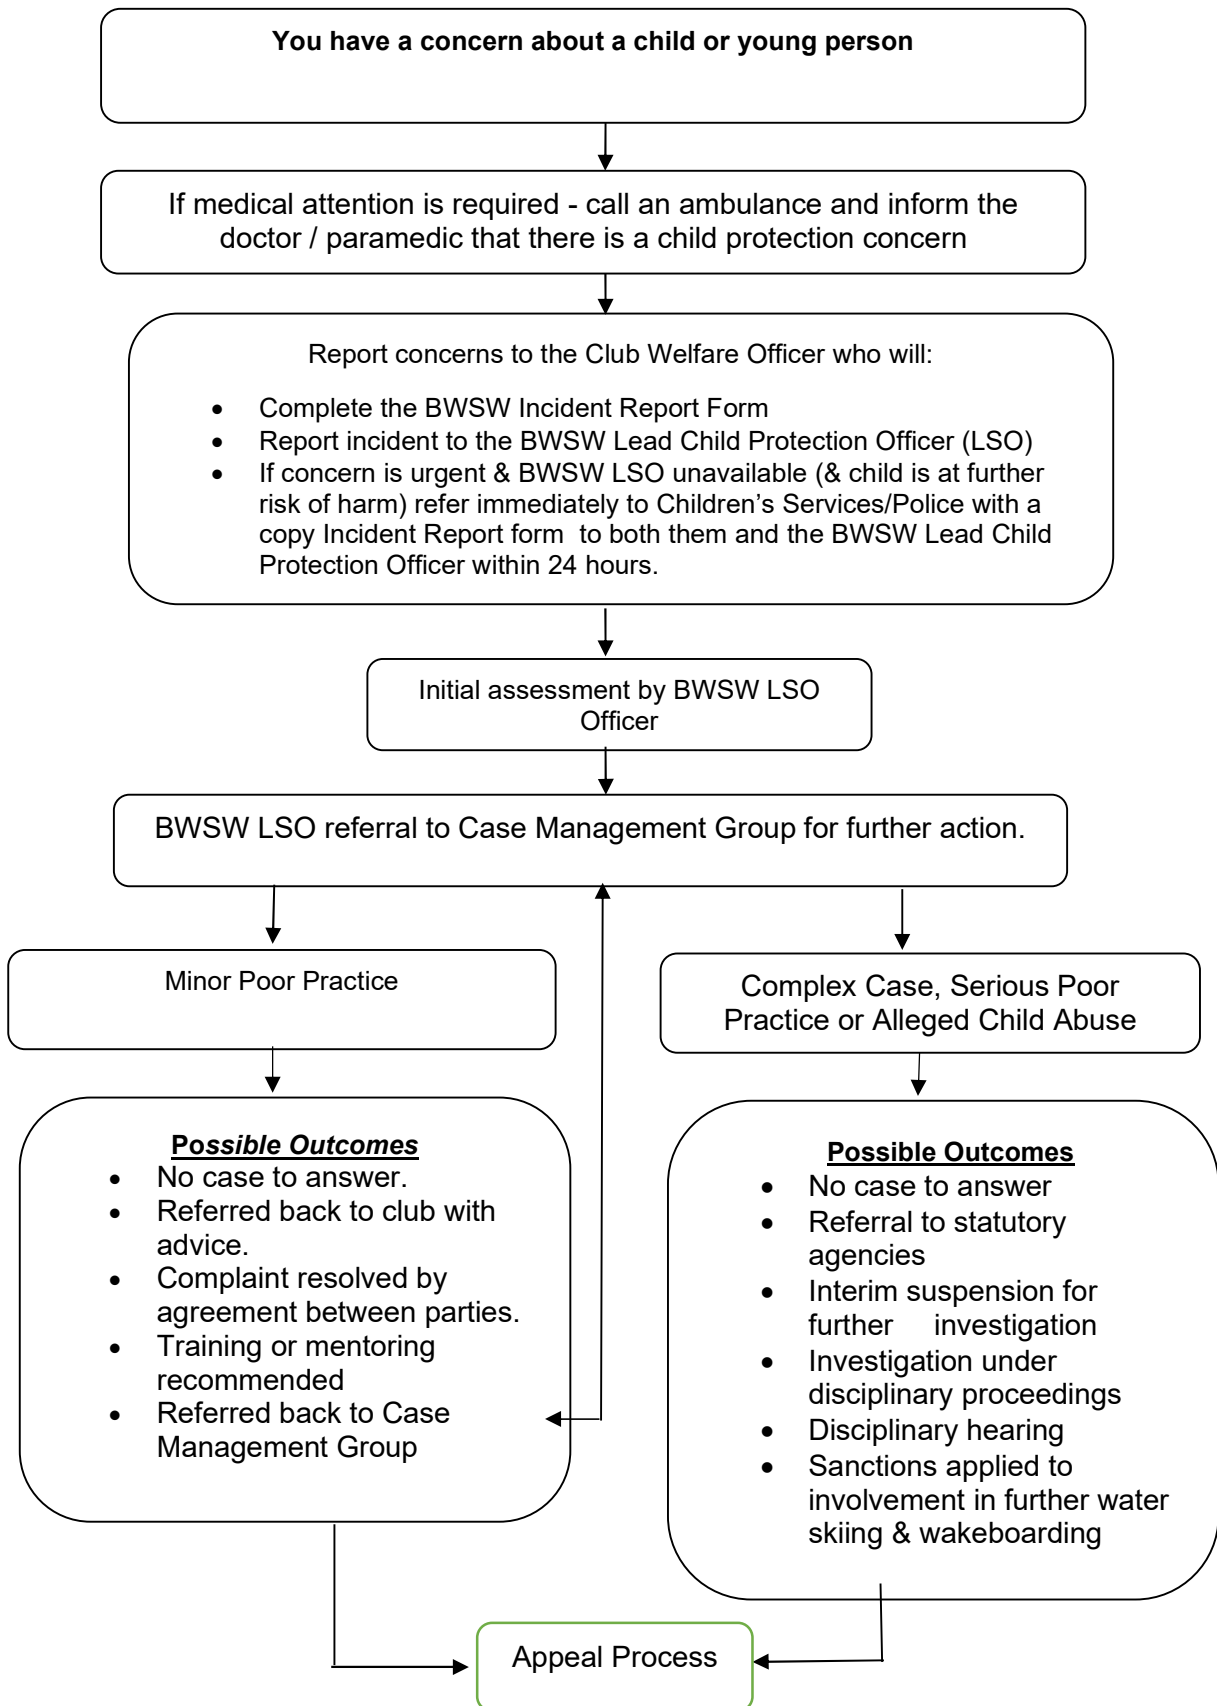 You have a concern about a child or young person
If medical attention is required - call an ambulance and inform the
doctor / paramedic that there is a child protection concern
Report concerns to the Club Welfare Officer who will:
• Complete the BWSW Incident Report Form
• Report incident to the BWSW Lead Child Protection Officer (LSO)
• If concern is urgent & BWSW LSO unavailable (& child is at further
risk of harm) refer immediately to Children’s Services/Police with a
copy Incident Report form to both them and the BWSW Lead Child
Protection Officer within 24 hours.
Initial assessment by BWSW LSO
Officer
BWSW LSO referral to Case Management Group for further action.
Minor Poor Practice
Possible Outcomes
• No case to answer.
• Referred back to club with
advice.
• Complaint resolved by
agreement between parties.
• Training or mentoring
recommended
• Referred back to Case
Management Group
Complex Case, Serious Poor
Practice or Alleged Child Abuse
Possible Outcomes
• No case to answer
• Referral to statutory
agencies
• Interim suspension for
further investigation
• Investigation under
disciplinary proceedings
• Disciplinary hearing
• Sanctions applied to
involvement in further water
skiing & wakeboarding
Appeal Process